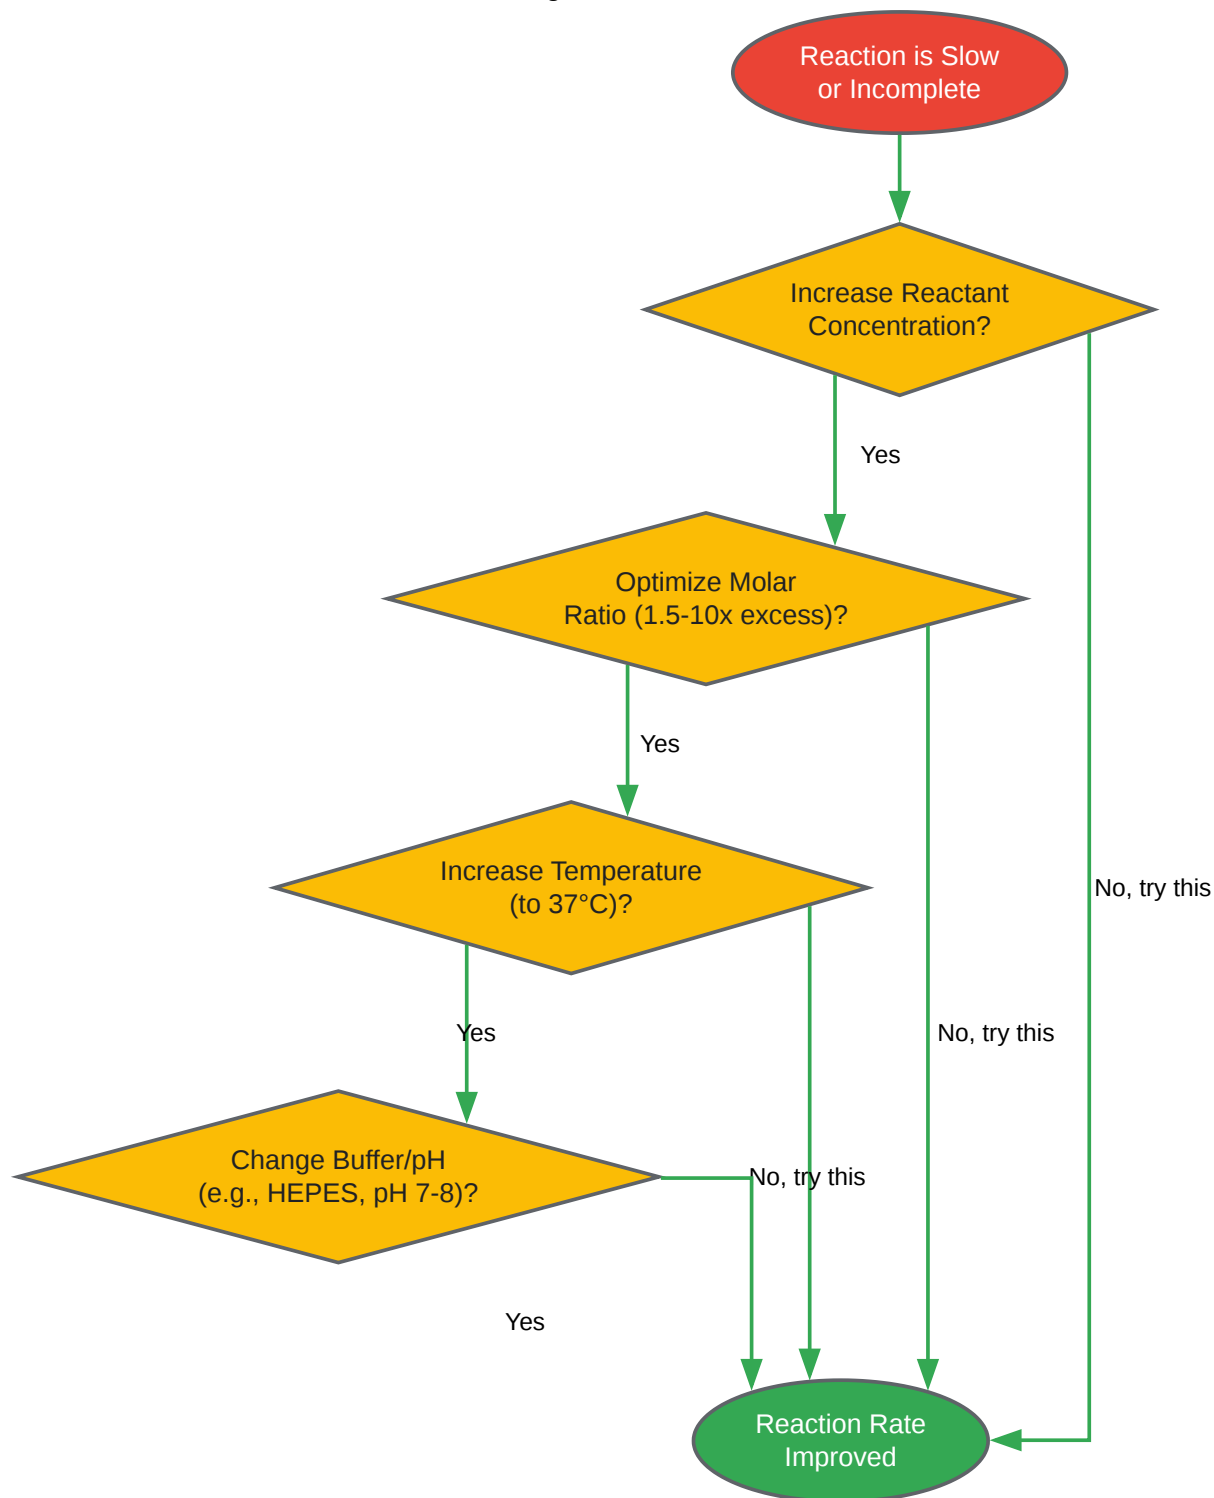 Reaction is Slow
or Incomplete
Increase Reactant
Concentration?
Yes
Optimize Molar
Ratio (1.5-10x excess)?
Yes
Increase Temperature
(to 37°C)?
No, try this
Yes
No, try this
Change Buffer/pH
(e.g., HEPES, pH 7-8)?
No, try this
Yes
Reaction Rate
Improved